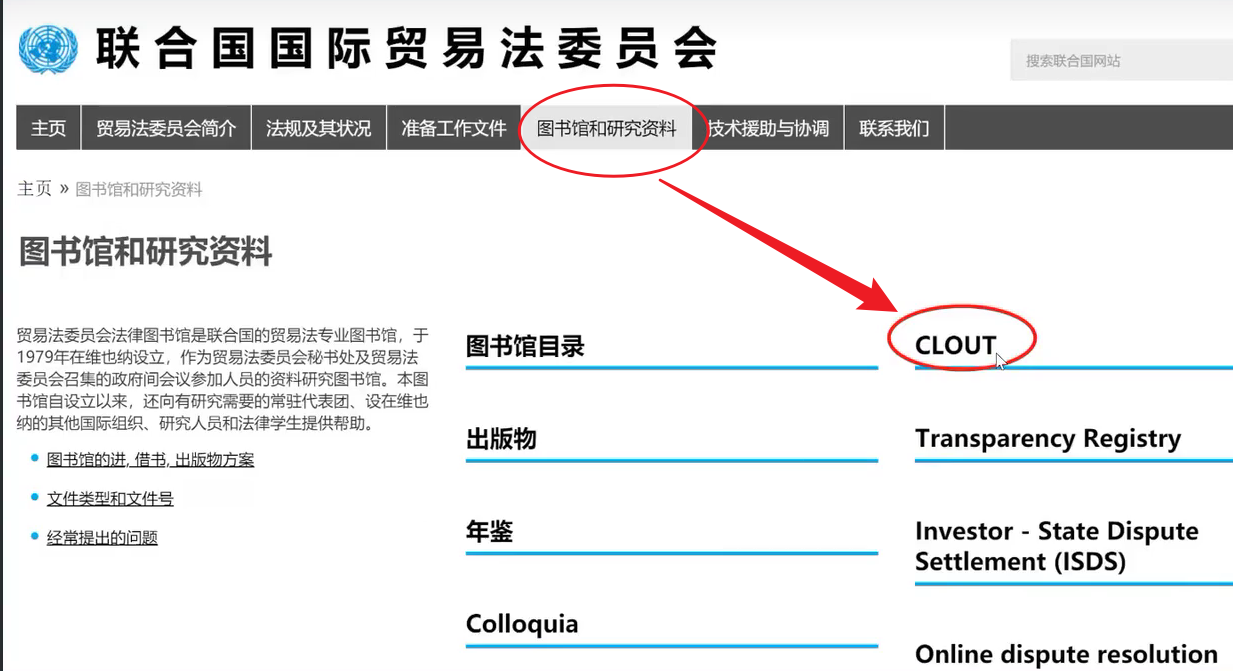 联合国国际贸易法委员会
搜索联合国网站
主页 贸易法委员会简介 法规及其状况 准备工作文件 图书馆和研究资料 技术援助与协调 联系我们
主页 » 图书馆和研究资料
图书馆和研究资料
贸易法委员会法律图书馆是联合国的贸易法专业图书馆，于
1979年在维也纳设立，作为贸易法委员会秘书处及贸易法
委员会召集的政府间会议参加人员的资料研究图书馆。本图
书馆自设立以来，还向有研究需要的常驻代表团、设在维也
纳的其他国际组织、研究人员和法律学生提供帮助。
图书馆的进, 借书, 出版物方案
文件类型和文件号
经常提出的问题
图书馆目录
出版物
年鉴
Colloquia
CLOUT
Transparency Registry
Investor - State Dispute
Settlement (ISDS)
Online dispute resolution